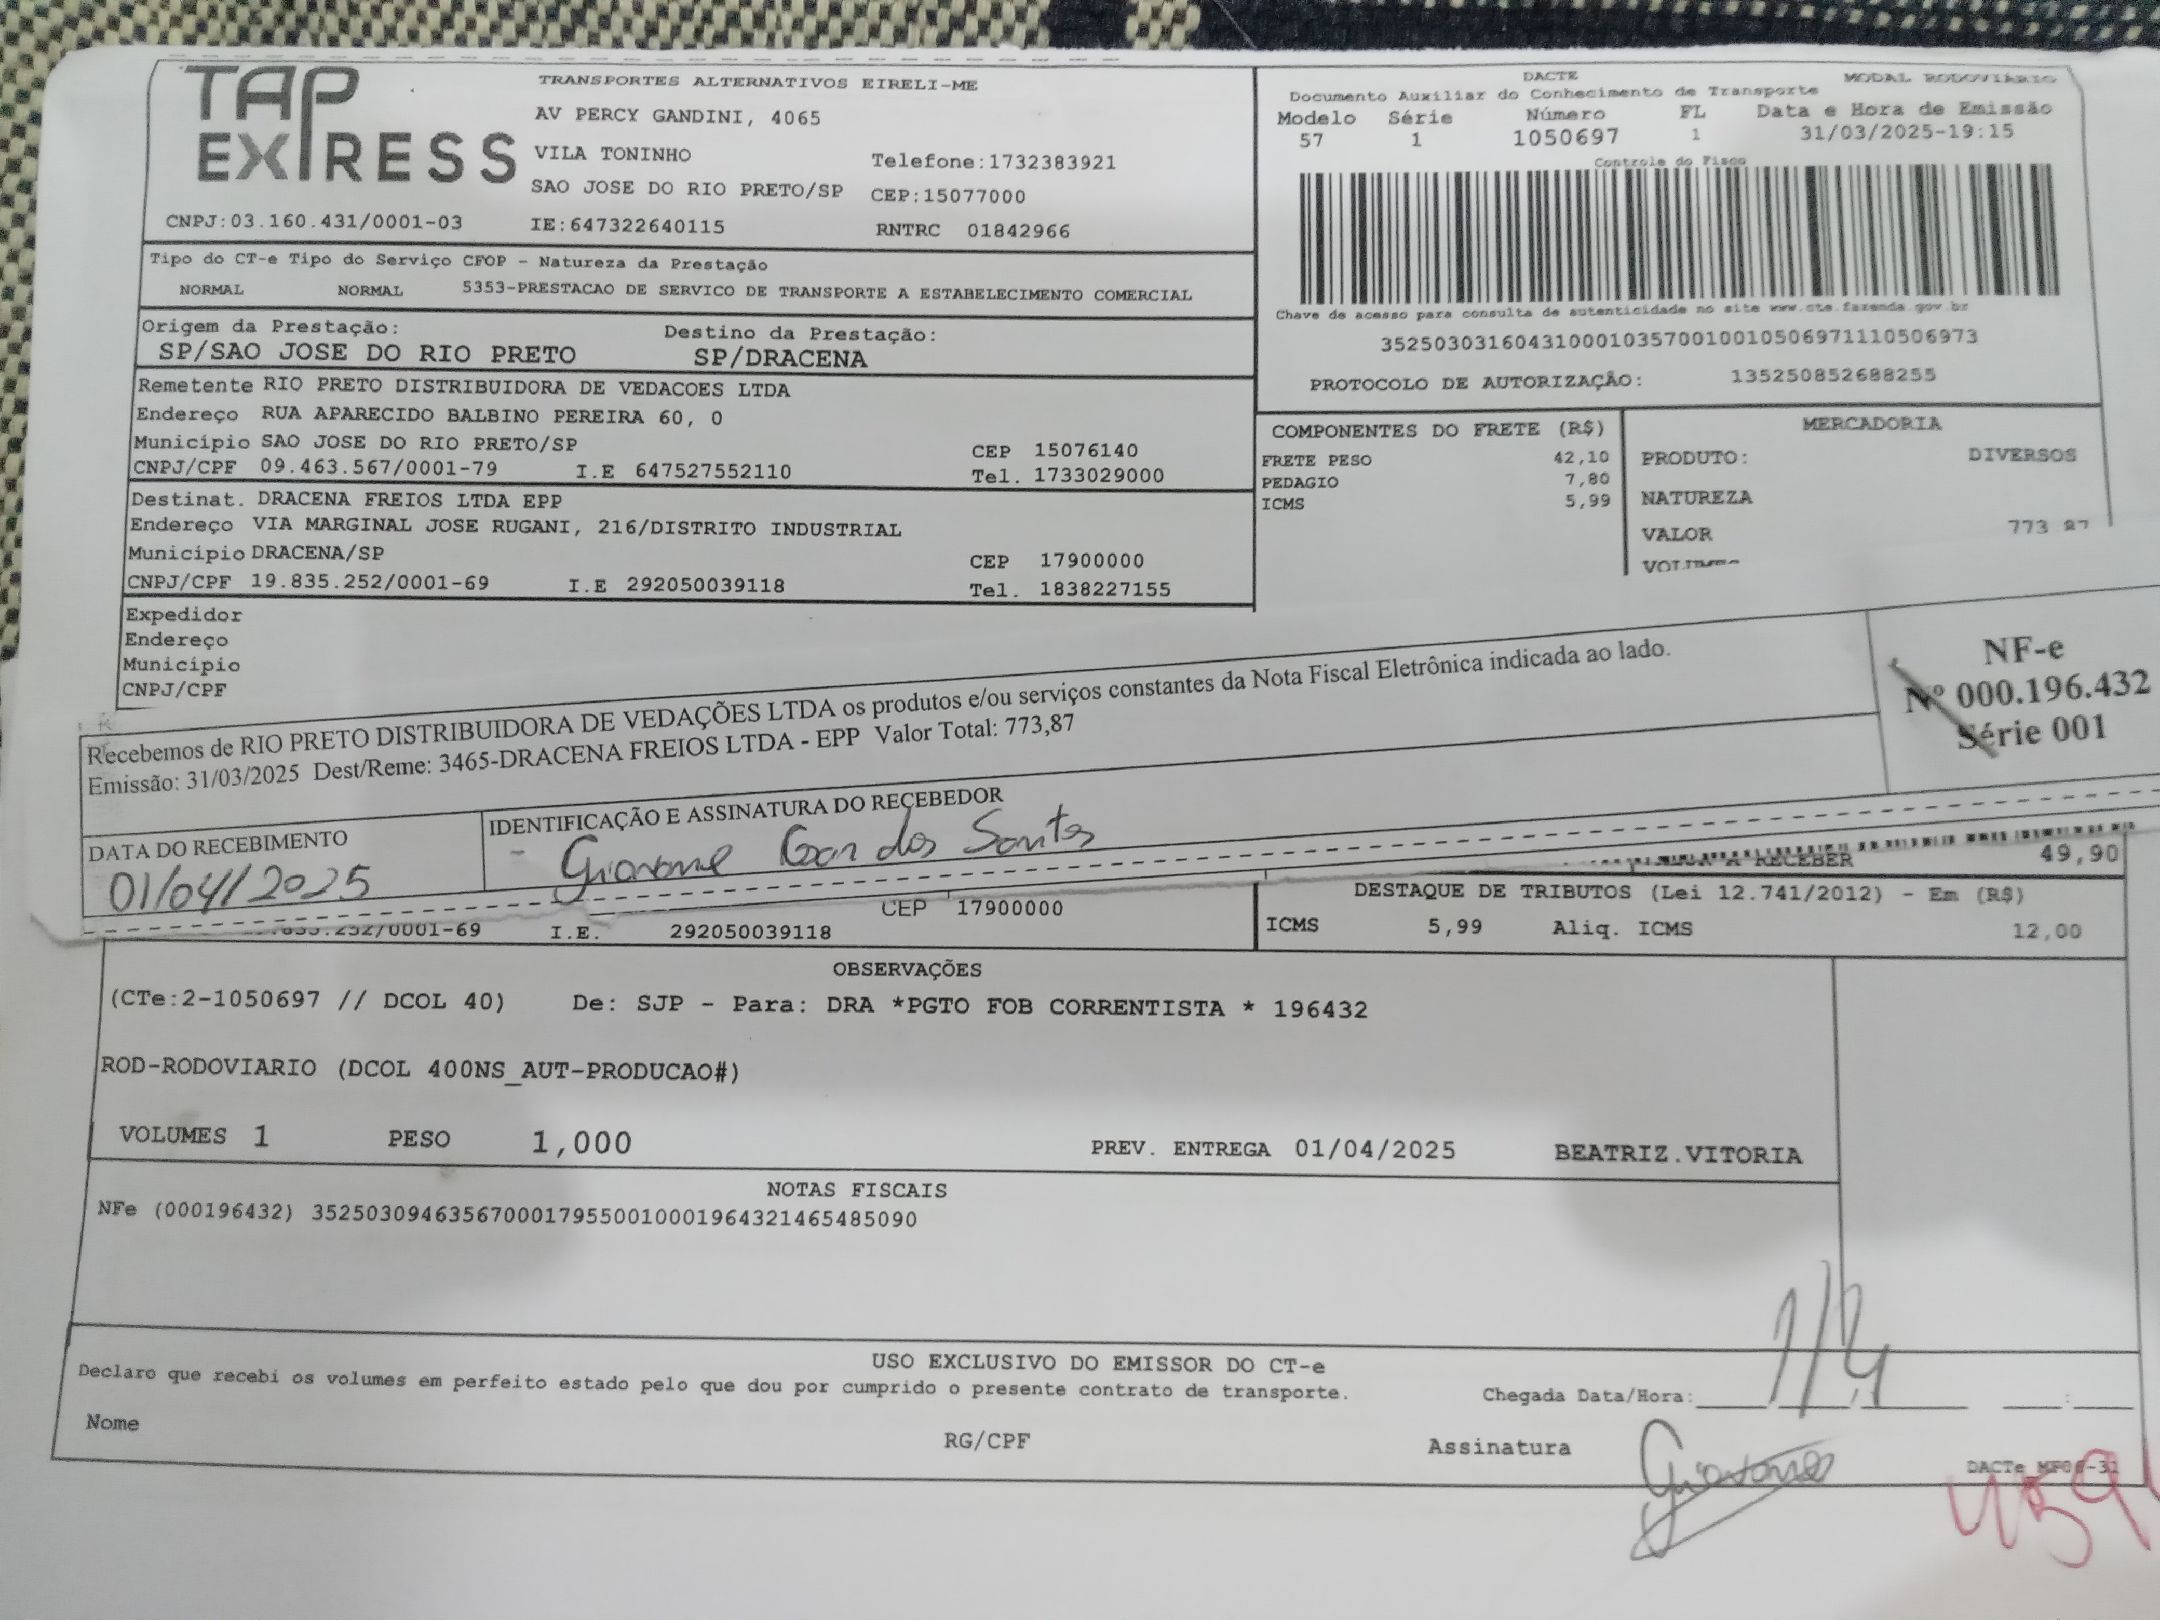 TAP EXPRESS
TRANSPORTES ALTERNATIVOS EIRELI-ME
AV PERCY GANDINI, 4065
VILA TONINHO Telefone:1732383921
SAO JOSE DO RIO PRETO/SP CEP:15077000
CNPJ:03.160.431/0001-03 IE:647322640115 RNTRC 01842966
DACTE MODAL RODOVIÁRIO
Documento Auxiliar do Conhecimento de Transporte
Modelo Série Número FL Data e Hora de Emissão
57 1 1050697 1 31/03/2025-19:15
Controle do Fisco
Chave de acesso para consulta de autenticidade no site www.cte.fazenda.gov.br
35250303160431000103570010010506971110506973
PROTOCOLO DE AUTORIZAÇÃO: 135250852688255
Tipo do CT-e Tipo do Serviço CFOP - Natureza da Prestação
NORMAL NORMAL 5353-PRESTACAO DE SERVICO DE TRANSPORTE A ESTABELECIMENTO COMERCIAL
Origem da Prestação: Destino da Prestação:
SP/SAO JOSE DO RIO PRETO SP/DRACENA
Remetente RIO PRETO DISTRIBUIDORA DE VEDACOES LTDA
Endereço RUA APARECIDO BALBINO PEREIRA 60, 0
Município SAO JOSE DO RIO PRETO/SP CEP 15076140
CNPJ/CPF 09.463.567/0001-79 I.E 647527552110 Tel. 1733029000
Destinat. DRACENA FREIOS LTDA EPP
Endereço VIA MARGINAL JOSE RUGANI, 216/DISTRITO INDUSTRIAL
Município DRACENA/SP CEP 17900000
CNPJ/CPF 19.835.252/0001-69 I.E 292050039118 Tel. 1838227155
COMPONENTES DO FRETE (R$)
FRETE PESO 42,10
PEDAGIO 7,80
ICMS 5,99
MERCADORIA
PRODUTO: DIVERSOS
NATUREZA
VALOR 773 87
Expedidor
Endereço
Município
CNPJ/CPF
Recebemos de RIO PRETO DISTRIBUIDORA DE VEDAÇÕES LTDA os produtos e/ou serviços constantes da Nota Fiscal Eletrônica indicada ao lado.
Emissão: 31/03/2025 Dest/Reme: 3465-DRACENA FREIOS LTDA - EPP Valor Total: 773,87
NF-e
Nº 000.196.432
Série 001
DATA DO RECEBIMENTO IDENTIFICAÇÃO E ASSINATURA DO RECEBEDOR
01/04/2025 dos Santos
A RECEBER 49,90
CEP 17900000
/0001-69 I.E. 292050039118
DESTAQUE DE TRIBUTOS (Lei 12.741/2012) - Em (R$)
ICMS 5,99 Aliq. ICMS 12,00
OBSERVAÇÕES
(CTe:2-1050697 // DCOL 40) De: SJP - Para: DRA *PGTO FOB CORRENTISTA * 196432
ROD-RODOVIARIO (DCOL 400NS_AUT-PRODUCAO#)
VOLUMES 1 PESO 1,000 PREV. ENTREGA 01/04/2025 BEATRIZ.VITORIA
NOTAS FISCAIS
NFe (000196432) 35250309463567000179550010001964321465485090
USO EXCLUSIVO DO EMISSOR DO CT-e
Declaro que recebi os volumes em perfeito estado pelo que dou por cumprido o presente contrato de transporte.
Chegada Data/Hora: 1/4
Nome RG/CPF Assinatura
DACTe